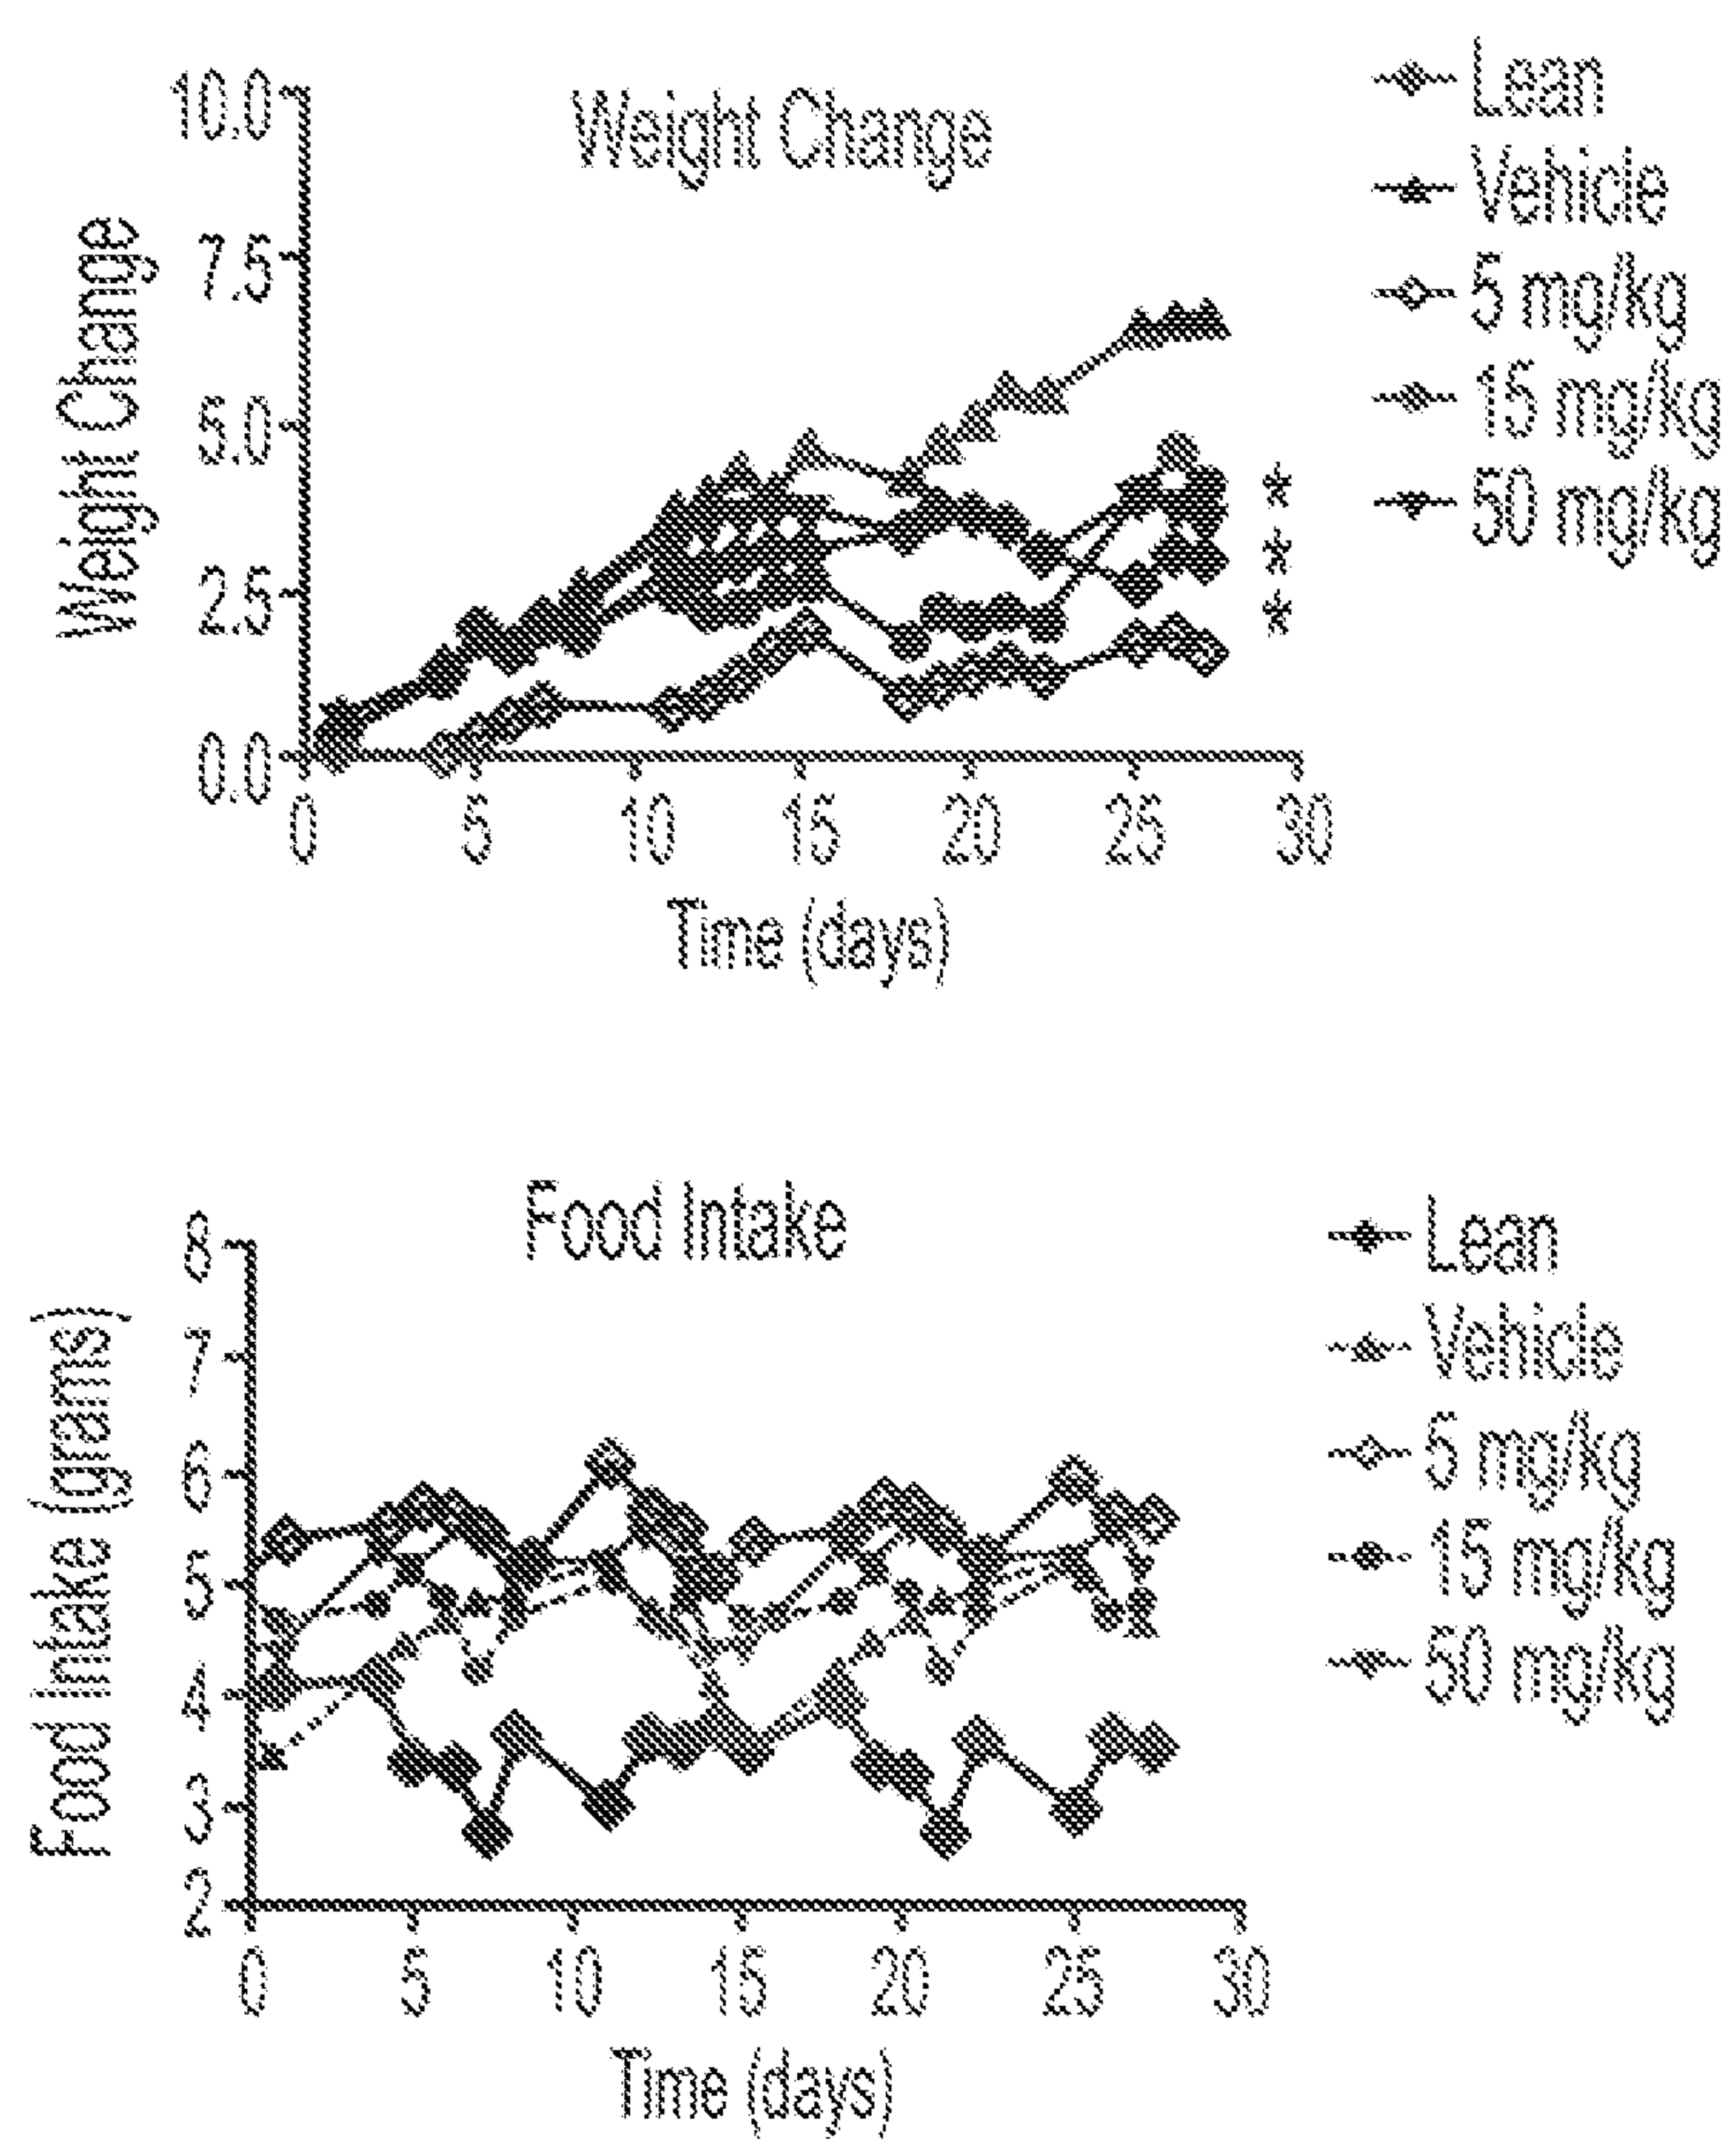 Weight Change
Weight Change
10.0
7.5
5.0
2.5
0.0
0 5 10 15 20 25 30
Time (days)
Lean
Vehicle
5 mg/kg
15 mg/kg
50 mg/kg
*
*
*
Food Intake
Food Intake (grams)
8
7
6
5
4
3
2
0 5 10 15 20 25 30
Time (days)
Lean
Vehicle
5 mg/kg
15 mg/kg
50 mg/kg